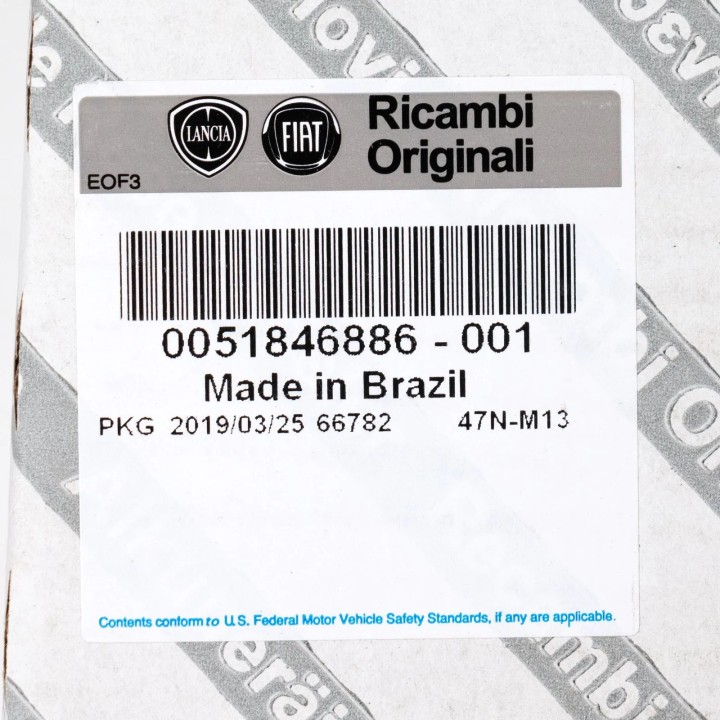 LANCIA
FIAT
Ricambi
Originali
EOF3
0051846886 - 001
Made in Brazil
PKG 2019/03/25 66782 47N-M13
Contents conform to U.S. Federal Motor Vehicle Safety Standards, if any are applicable.